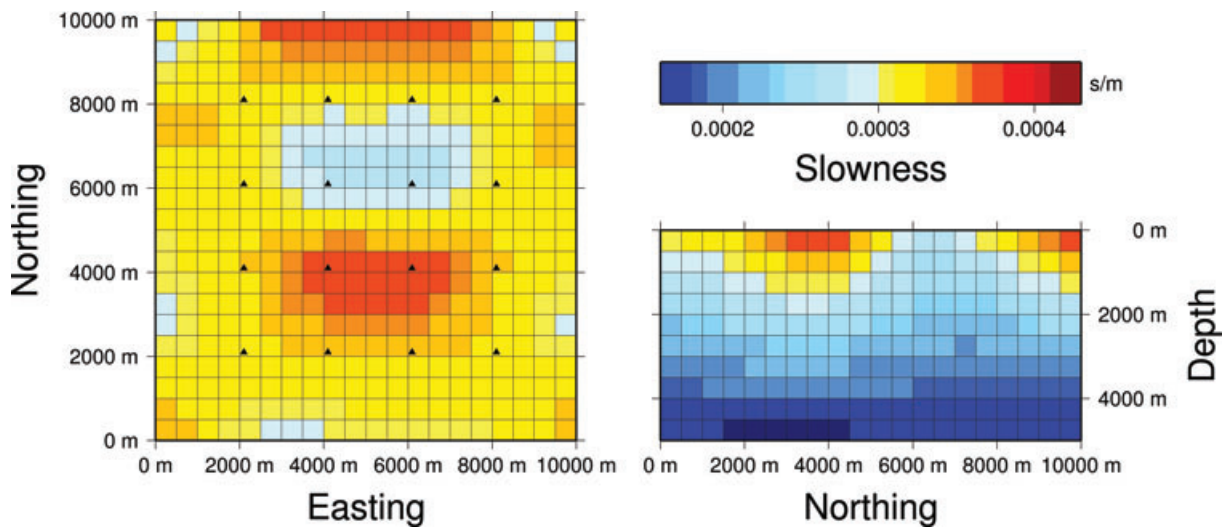 10000 m
8000 m
6000 m
4000 m
2000 m
0 m
Northing
0 m 2000 m 4000 m 6000 m 8000 m 10000 m
Easting
s/m
0.0002 0.0003 0.0004
Slowness
0 m
2000 m
4000 m
Depth
0 m 2000 m 4000 m 6000 m 8000 m 10000 m
Northing